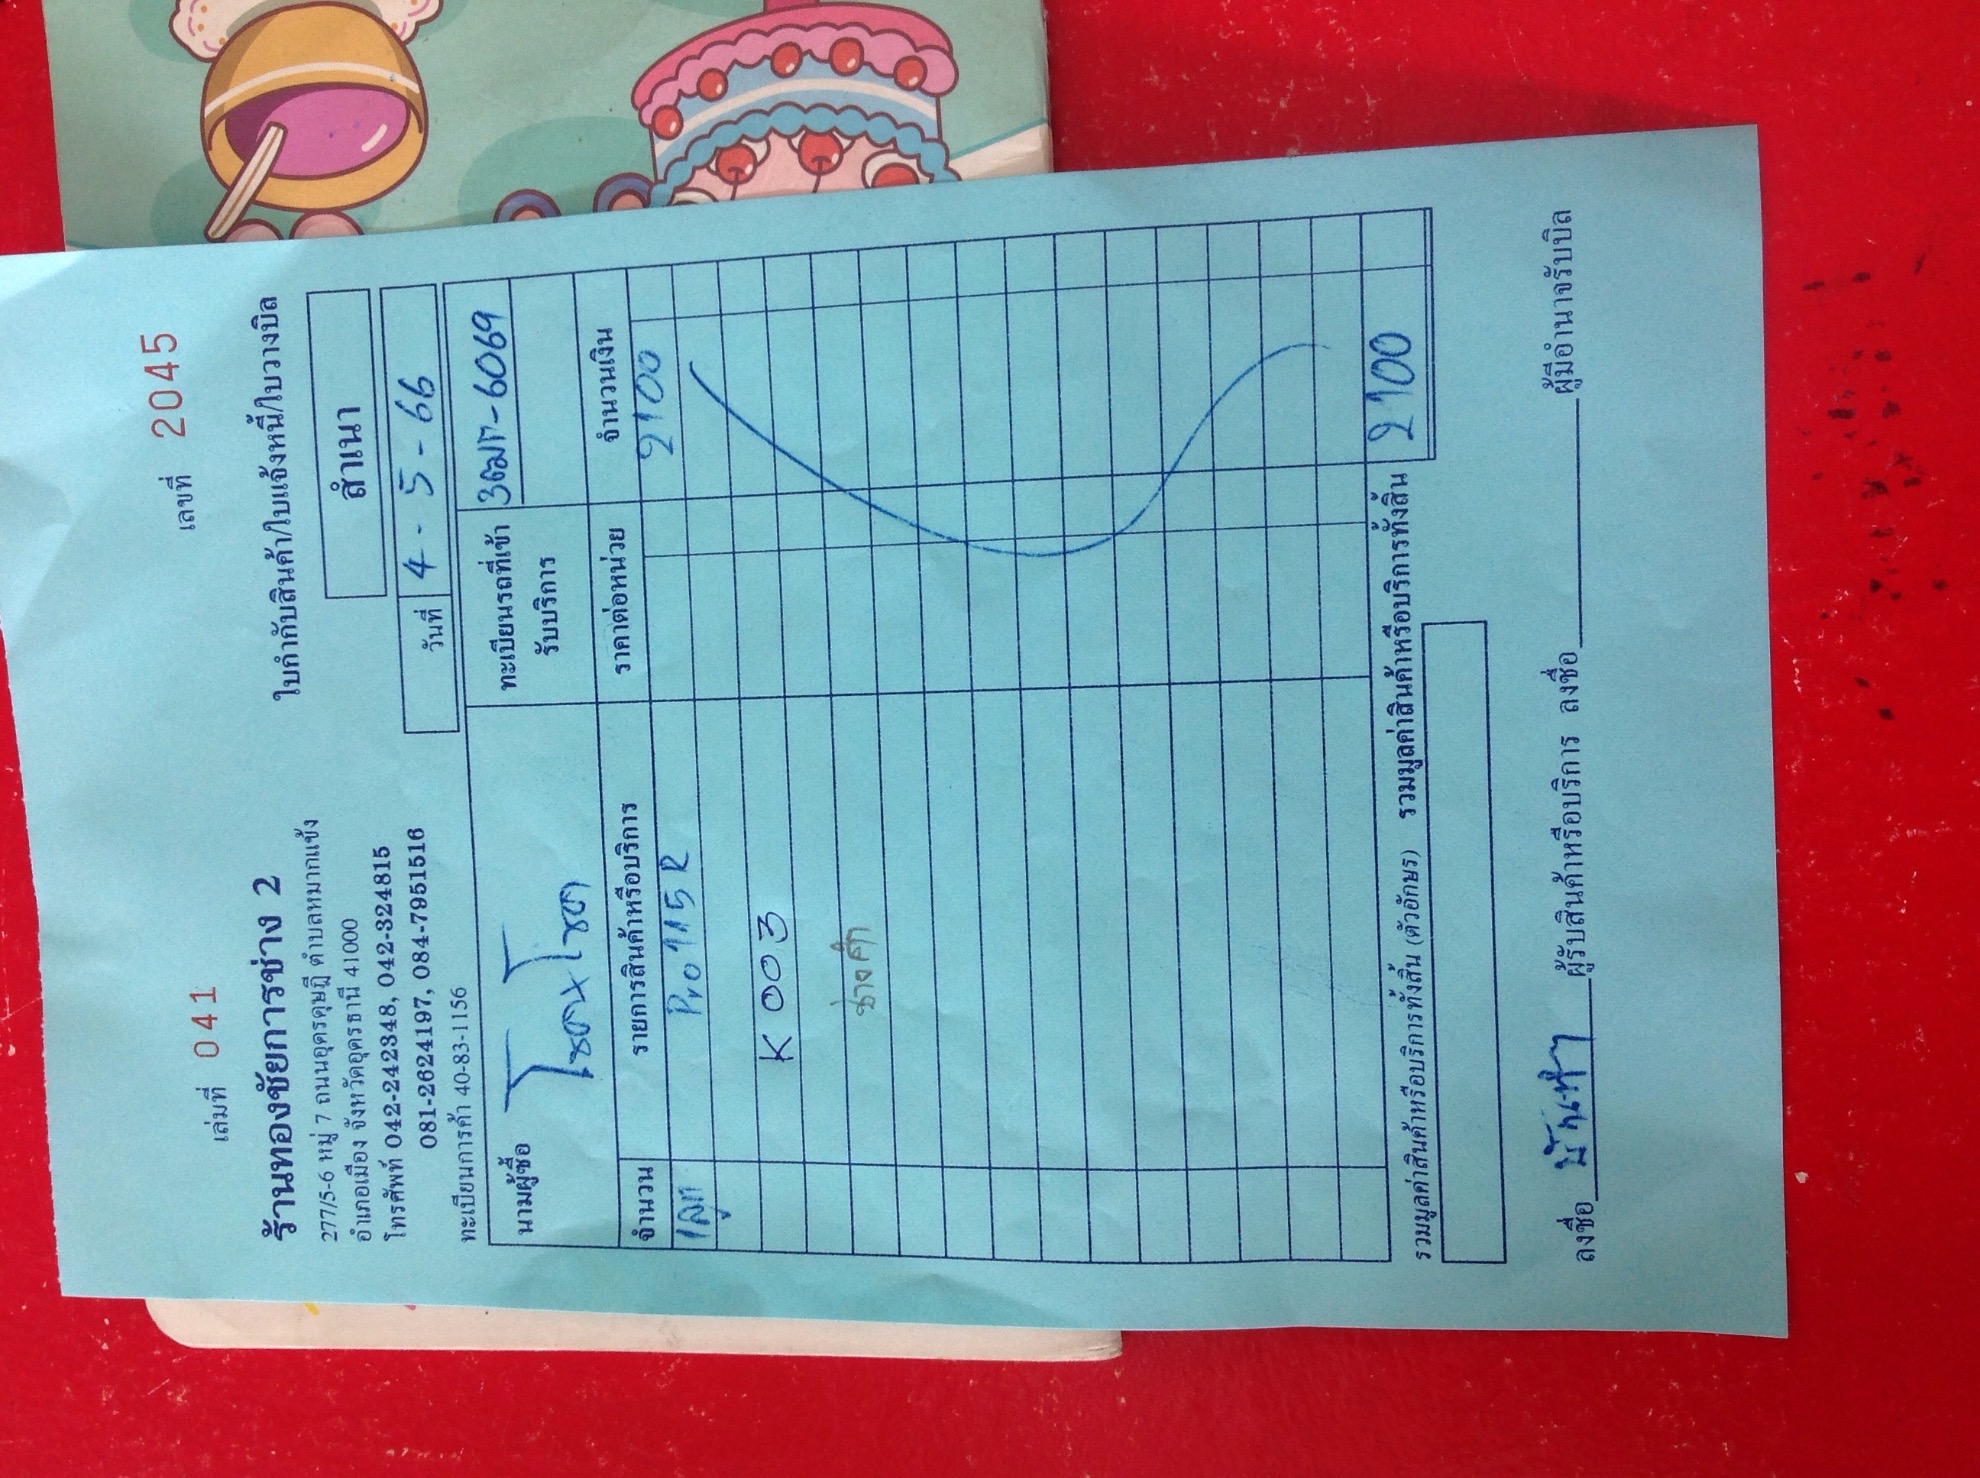 เล่มที่ 041 เลขที่ 2045
ร้านทองชัยการช่าง 2 ใบกำกับสินค้า/ใบแจ้งหนี้/ใบวางบิล
277/5-6 หมู่ 7 ถนนอุดรดุษฎี ตำบลหมากแข้ง
อำเภอเมือง จังหวัดอุดรธานี 41000 สำเนา
โทรศัพท์ 042-242348, 042-324815
081-2624197, 084-7951516 วันที่ 4-5-66
ทะเบียนการค้า 40-83-1156
นามผู้ซื้อ ทะเบียนรถที่เข้า 3ฒก-6069
รับบริการ
จำนวน รายการสินค้าหรือบริการ ราคาต่อหน่วย จำนวนเงิน
1 ลูก Pro 115R 2100
K003
ช่างคำ
รวมมูลค่าสินค้าหรือบริการทั้งสิ้น (ตัวอักษร) รวมมูลค่าสินค้าหรือบริการทั้งสิ้น 2100
ลงชื่อ ผู้รับสินค้าหรือบริการ ลงชื่อ ผู้มีอำนาจรับบิล